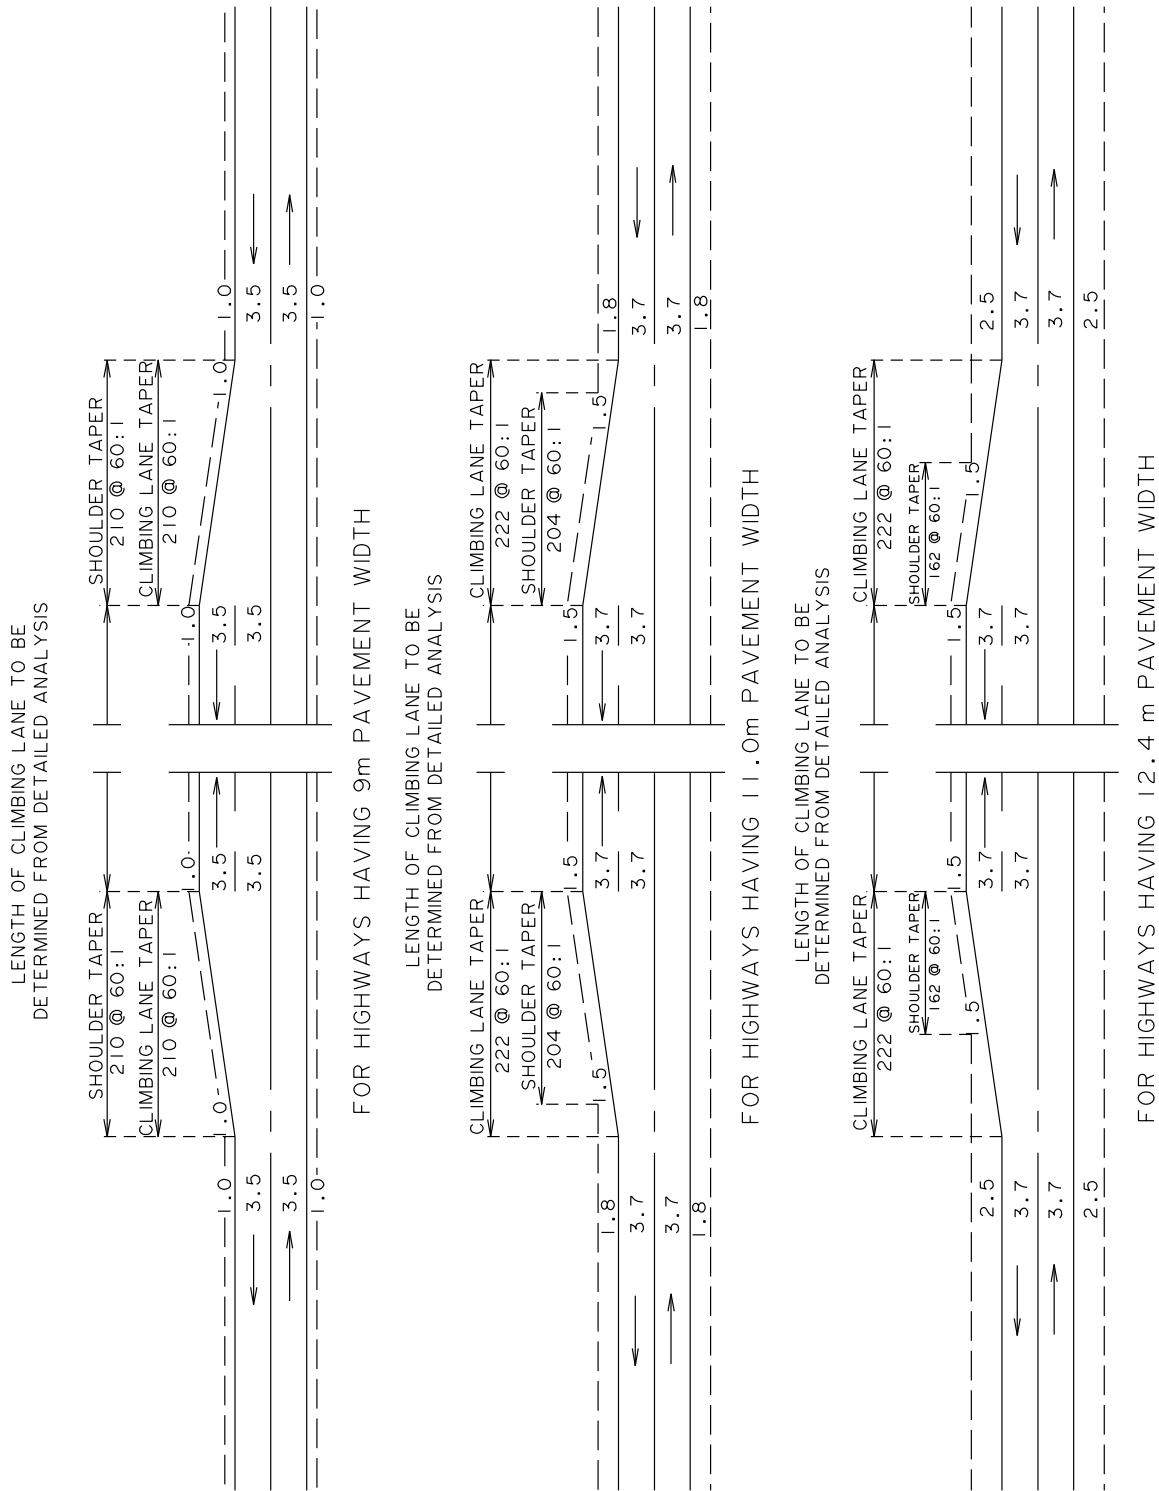 LENGTH OF CLIMBING LANE TO BE
DETERMINED FROM DETAILED ANALYSIS
SHOULDER TAPER
210 @ 60:1
CLIMBING LANE TAPER
210 @ 60:1
SHOULDER TAPER
210 @ 60:1
CLIMBING LANE TAPER
210 @ 60:1
1.0
1.0
1.0
1.0
1.0
1.0
3.5
3.5
3.5
3.5
3.5
3.5
3.5
3.5
1.0
1.0
FOR HIGHWAYS HAVING 9m PAVEMENT WIDTH
LENGTH OF CLIMBING LANE TO BE
DETERMINED FROM DETAILED ANALYSIS
CLIMBING LANE TAPER
222 @ 60:1
SHOULDER TAPER
204 @ 60:1
CLIMBING LANE TAPER
222 @ 60:1
SHOULDER TAPER
204 @ 60:1
1.8
1.5
1.5
1.5
1.5
1.8
3.7
3.7
3.7
3.7
3.7
3.7
3.7
3.7
1.8
1.8
FOR HIGHWAYS HAVING 11.0m PAVEMENT WIDTH
LENGTH OF CLIMBING LANE TO BE
DETERMINED FROM DETAILED ANALYSIS
CLIMBING LANE TAPER
222 @ 60:1
SHOULDER TAPER
162 @ 60:1
CLIMBING LANE TAPER
222 @ 60:1
SHOULDER TAPER
162 @ 60:1
2.5
1.5
1.5
1.5
1.5
2.5
3.7
3.7
3.7
3.7
3.7
3.7
3.7
3.7
2.5
2.5
FOR HIGHWAYS HAVING 12.4 m PAVEMENT WIDTH